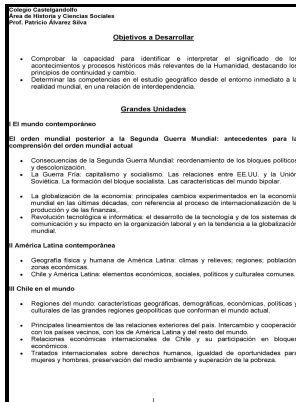 Colegio Castelgandolfo
Área de Historia y Ciencias Sociales
Prof. Patricio Álvarez Silva
Objetivos a Desarrollar
• Comprobar la capacidad para identificar e interpretar el significado de los
acontecimientos y procesos históricos más relevantes de la Humanidad, destacando los
principios de continuidad y cambio.
• Determinar las competencias en el estudio geográfico desde el entorno inmediato a la
realidad mundial, en una relación de interdependencia.
Grandes Unidades
I El mundo contemporáneo
El orden mundial posterior a la Segunda Guerra Mundial: antecedentes para la
comprensión del orden mundial actual
• Consecuencias de la Segunda Guerra Mundial: reordenamiento de los bloques políticos
y descolonización.
• La Guerra Fría: capitalismo y socialismo. Las relaciones entre EE.UU. y la Unión
Soviética. La formación del bloque socialista. Las características del mundo bipolar.
• La globalización de la economía: principales cambios experimentados en la economía
mundial en las últimas décadas, con referencia al proceso de internacionalización de la
producción y de las finanzas,
• Revolución tecnológica e informática: el desarrollo de la tecnología y de los sistemas de
comunicación y su impacto en la organización laboral y en la tendencia a la globalización
mundial.
II América Latina contemporánea
• Geografía física y humana de América Latina: climas y relieves; regiones; población;
zonas económicas.
• Chile y América Latina: elementos económicos, sociales, políticos y culturales comunes.
III Chile en el mundo
• Regiones del mundo: características geográficas, demográficas, económicas, políticas y
culturales de las grandes regiones geopolíticas que conforman el mundo actual.
• Principales lineamientos de las relaciones exteriores del país. Intercambio y cooperación
con los países vecinos, con los de América Latina y del resto del mundo.
• Relaciones económicas internacionales de Chile y su participación en bloques
económicos.
• Tratados internacionales sobre derechos humanos, igualdad de oportunidades para
mujeres y hombres, preservación del medio ambiente y superación de la pobreza.
1